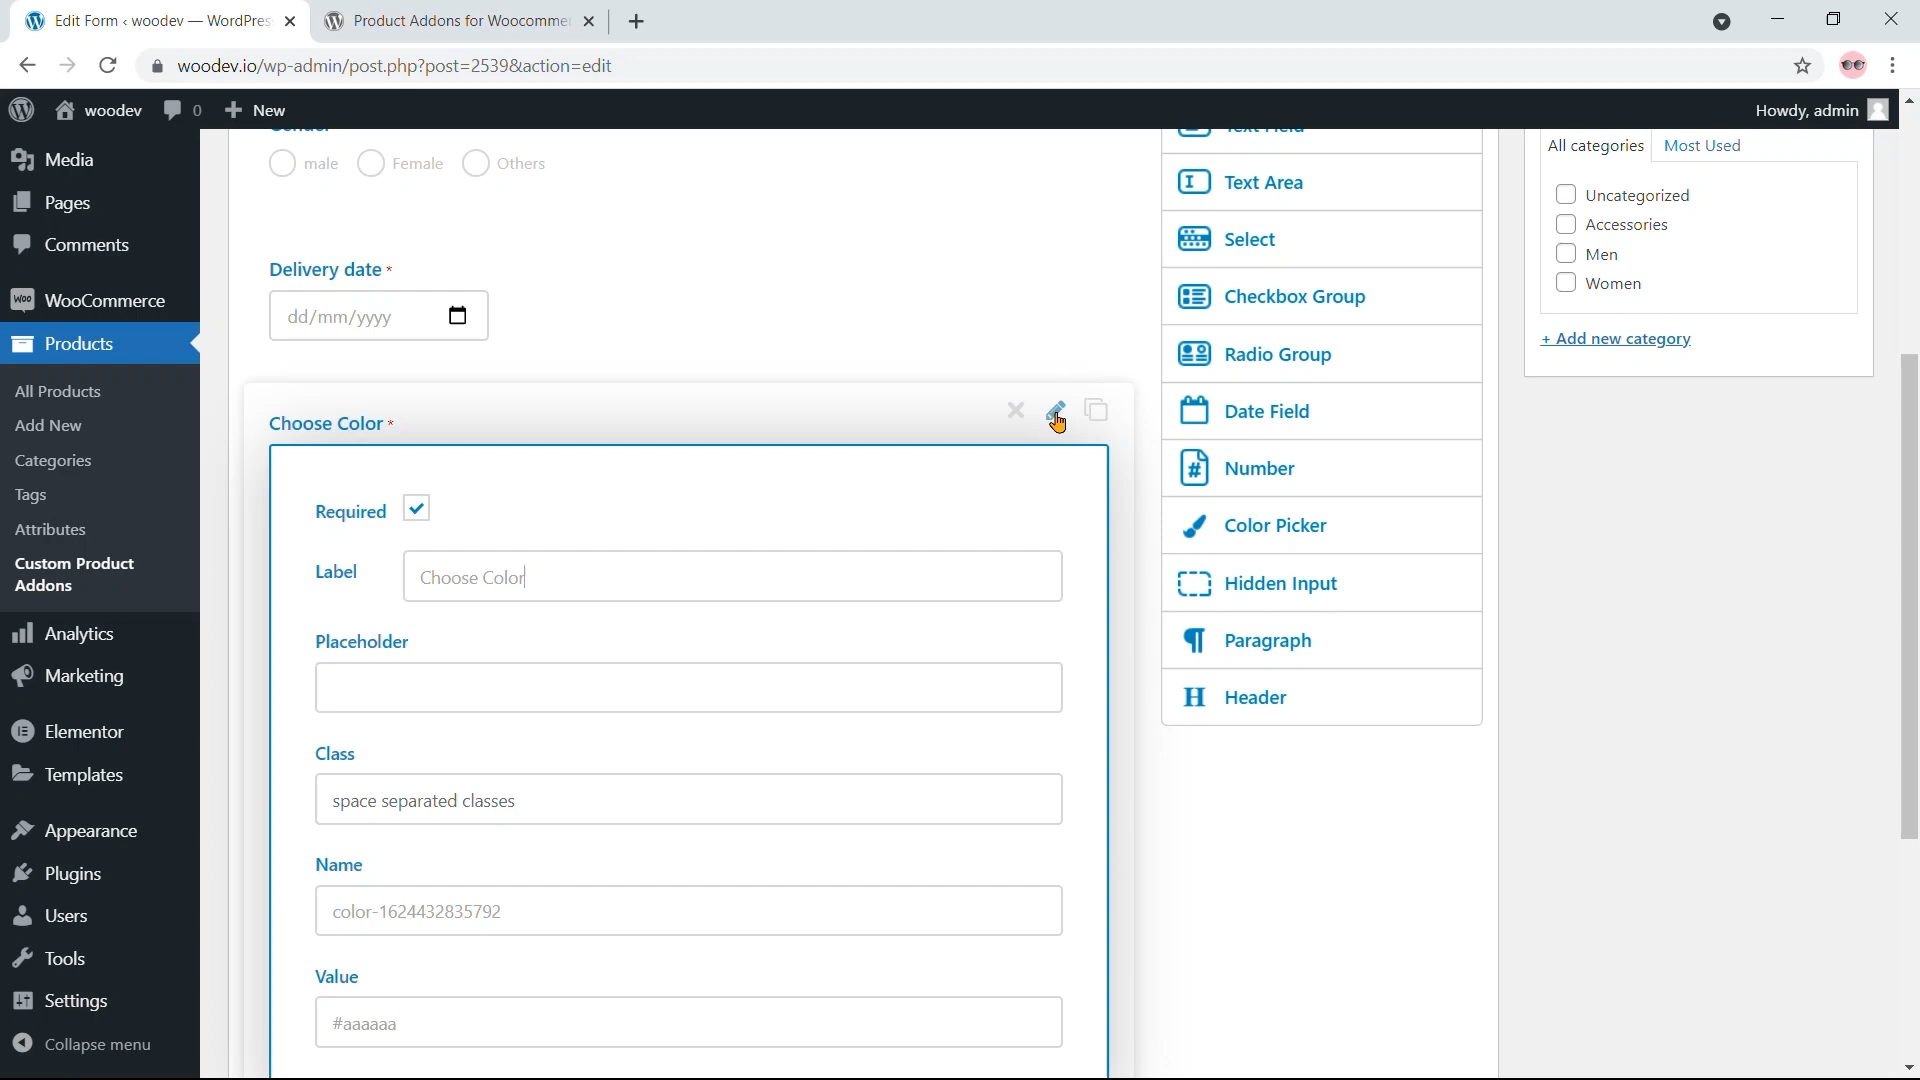 Edit Form ‹ woodev — WordPres
Product Addons for Woocomme
woodev.io/wp-admin/post.php?post=2539&action=edit
woodev
0
New
Howdy, admin
Media
Pages
Comments
WooCommerce
Products
All Products
Add New
Categories
Tags
Attributes
Custom Product
Addons
Analytics
Marketing
Elementor
Templates
Appearance
Plugins
Users
Tools
Settings
Collapse menu
Gender
male Female Others
Delivery date *
dd/mm/yyyy
Choose Color *
Required
Label
Choose Color
Placeholder
Class
space separated classes
Name
color-1624432835792
Value
#aaaaaa
Text Field
Text Area
Select
Checkbox Group
Radio Group
Date Field
Number
Color Picker
Hidden Input
Paragraph
Header
All categories Most Used
Uncategorized
Accessories
Men
Women
+ Add new category